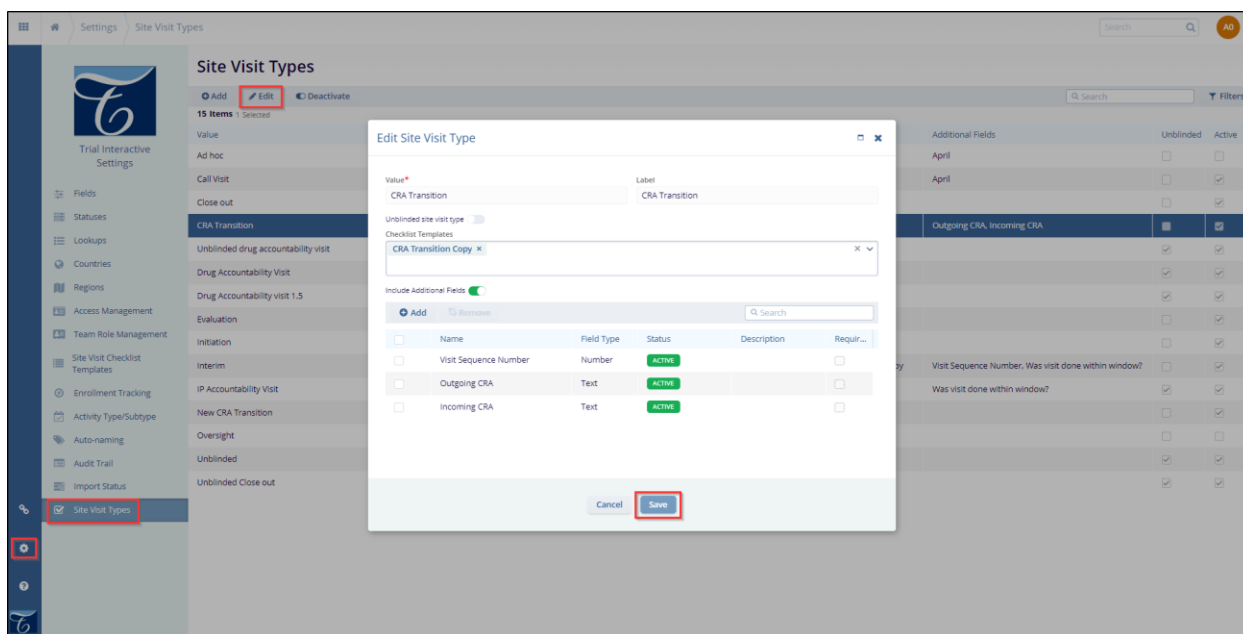 Settings Site Visit Types Search AO
Trial Interactive
Settings
Fields
Statuses
Lookups
Countries
Regions
Access Management
Team Role Management
Site Visit Checklist
Templates
Enrollment Tracking
Activity Type/Subtype
Auto-naming
Audit Trail
Import Status
Site Visit Types
Site Visit Types
Add Edit Deactivate Search Filters
15 Items 1 Selected
Value Additional Fields Unblinded Active
Ad hoc April
Call Visit April
Close out
CRA Transition Outgoing CRA, Incoming CRA
Unblinded drug accountability visit
Drug Accountability Visit
Drug Accountability visit 1.5
Evaluation
Initiation
Interim py Visit Sequence Number, Was visit done within window?
IP Accountability Visit Was visit done within window?
New CRA Transition
Oversight
Unblinded
Unblinded Close out
Edit Site Visit Type
Value* Label
CRA Transition CRA Transition
Unblinded site visit type
Checklist Templates
CRA Transition Copy ×
Include Additional Fields
Add Remove Search
Name Field Type Status Description Requir...
Visit Sequence Number Number ACTIVE
Outgoing CRA Text ACTIVE
Incoming CRA Text ACTIVE
Cancel Save